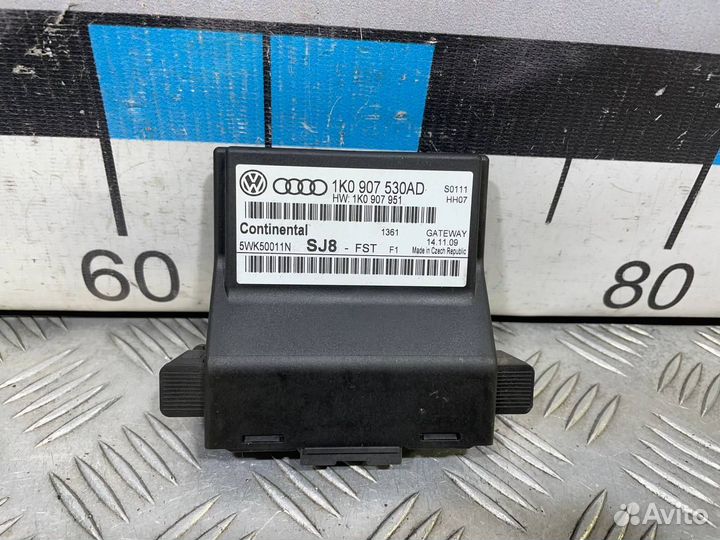 1K0 907 530AD
S0111
HW: 1K0 907 951
HH07
Continental
1361
GATEWAY
5WK50011N SJ8 - FST F1
14.11.09
Made in Czech Republic
60
80
Avito